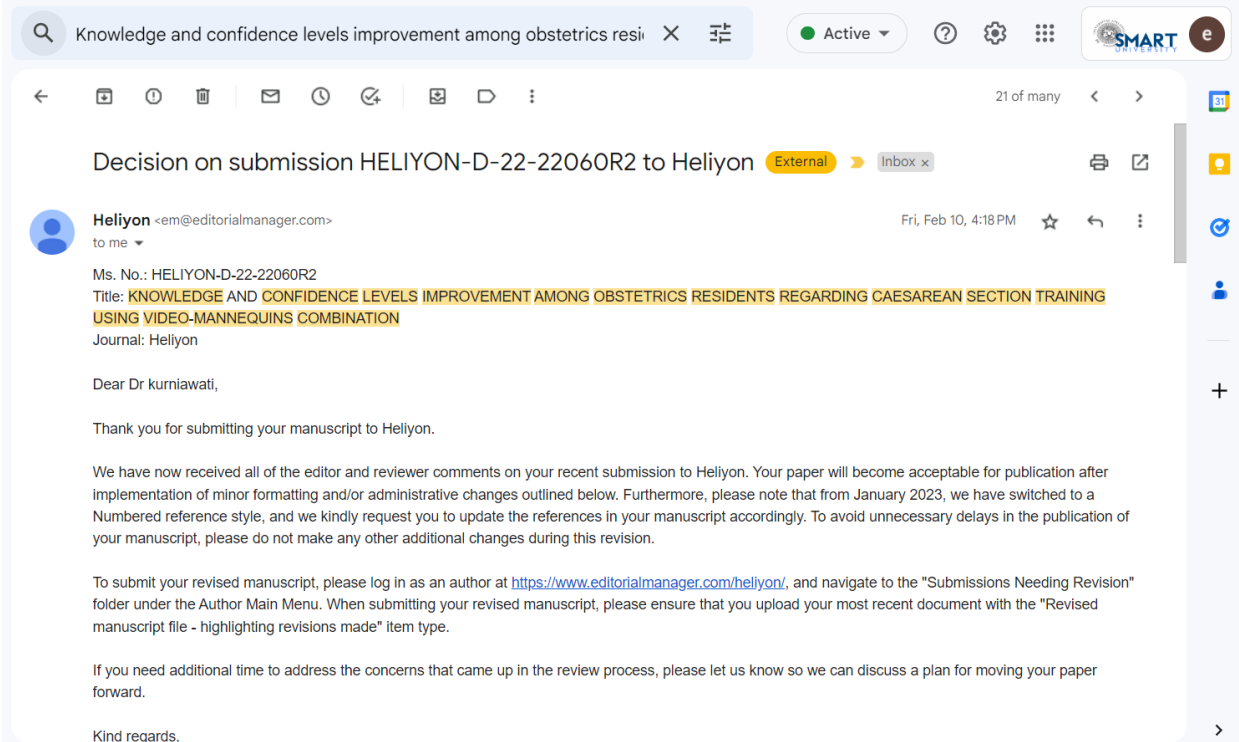 Knowledge and confidence levels improvement among obstetrics resi
Active
SMART
UNIVERSITY
e
21 of many
31
Decision on submission HELIYON-D-22-22060R2 to Heliyon External Inbox x
Heliyon <em@editorialmanager.com> Fri, Feb 10, 4:18 PM
to me
Ms. No.: HELIYON-D-22-22060R2
Title: KNOWLEDGE AND CONFIDENCE LEVELS IMPROVEMENT AMONG OBSTETRICS RESIDENTS REGARDING CAESAREAN SECTION TRAINING
USING VIDEO-MANNEQUINS COMBINATION
Journal: Heliyon
Dear Dr kurniawati,
Thank you for submitting your manuscript to Heliyon.
We have now received all of the editor and reviewer comments on your recent submission to Heliyon. Your paper will become acceptable for publication after
implementation of minor formatting and/or administrative changes outlined below. Furthermore, please note that from January 2023, we have switched to a
Numbered reference style, and we kindly request you to update the references in your manuscript accordingly. To avoid unnecessary delays in the publication of
your manuscript, please do not make any other additional changes during this revision.
To submit your revised manuscript, please log in as an author at https://www.editorialmanager.com/heliyon/, and navigate to the "Submissions Needing Revision"
folder under the Author Main Menu. When submitting your revised manuscript, please ensure that you upload your most recent document with the "Revised
manuscript file - highlighting revisions made" item type.
If you need additional time to address the concerns that came up in the review process, please let us know so we can discuss a plan for moving your paper
forward.
Kind regards,